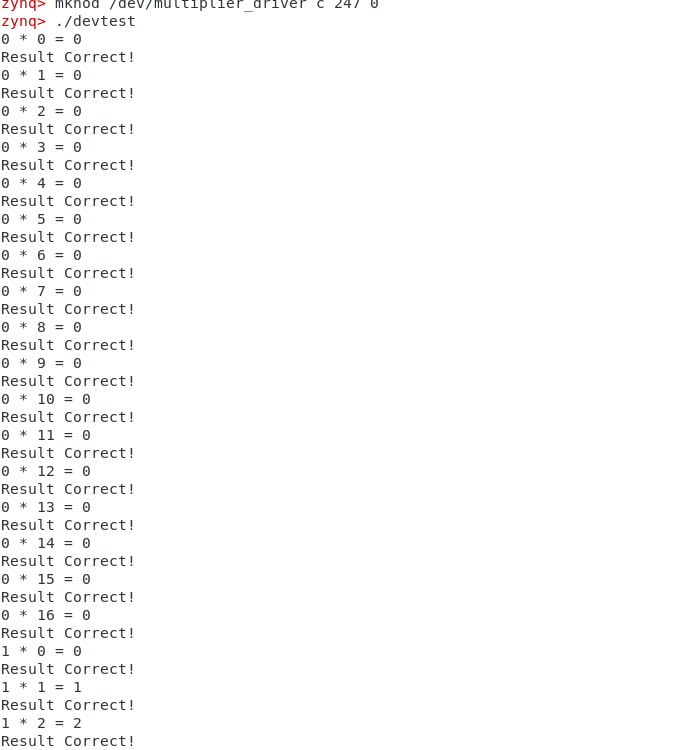 zynq> mknod /dev/multiplier_driver c 247 0
zynq> ./devtest
0 * 0 = 0
Result Correct!
0 * 1 = 0
Result Correct!
0 * 2 = 0
Result Correct!
0 * 3 = 0
Result Correct!
0 * 4 = 0
Result Correct!
0 * 5 = 0
Result Correct!
0 * 6 = 0
Result Correct!
0 * 7 = 0
Result Correct!
0 * 8 = 0
Result Correct!
0 * 9 = 0
Result Correct!
0 * 10 = 0
Result Correct!
0 * 11 = 0
Result Correct!
0 * 12 = 0
Result Correct!
0 * 13 = 0
Result Correct!
0 * 14 = 0
Result Correct!
0 * 15 = 0
Result Correct!
0 * 16 = 0
Result Correct!
1 * 0 = 0
Result Correct!
1 * 1 = 1
Result Correct!
1 * 2 = 2
Result Correct!